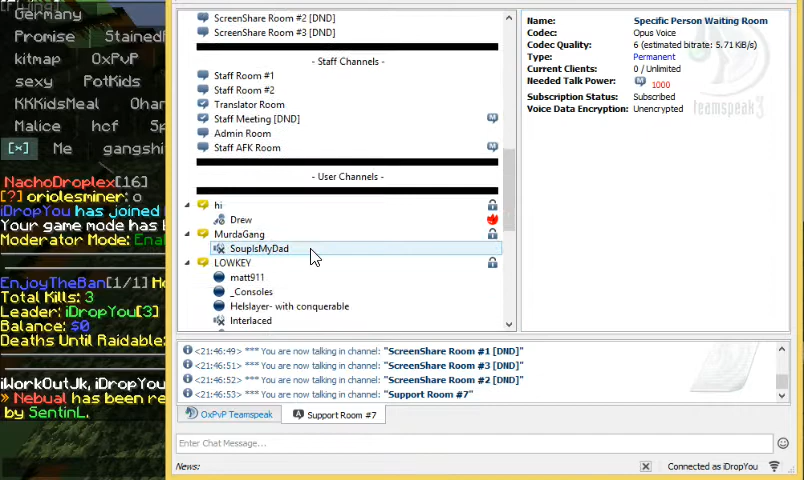 [Flying]
Germany
Promise StainedF
kitmap OxPvP
sexy PotKids
KKKidsMeal Ohar
Malice hcf Sp
[×] Me gangshi
NachoDroplex[16]
[?] oriolesminer: o
iDropYou has joined
Your game mode has b
Moderator Mode: Enab
EnjoyTheBan[1/1] Ho
Total Kills: 3
Leader: iDropYou[3]
Balance: $0
Deaths Until Raidable:
iWorkOutJk, iDropYou
» Nebual has been re
by SentinL.
ScreenShare Room #2 [DND]
ScreenShare Room #3 [DND]
- Staff Channels -
Staff Room #1
Staff Room #2
Translator Room
Staff Meeting [DND]
M
Admin Room
Staff AFK Room
M
- User Channels -
hi
Drew
MurdaGang
SoupIsMyDad
LOWKEY
matt911
_Consoles
Helslayer- with conquerable
Interlaced
Name: Specific Person Waiting Room
Codec: Opus Voice
Codec Quality: 6 (estimated bitrate: 5.71 KiB/s)
Type: Permanent
Current Clients: 0 / Unlimited
Needed Talk Power: M 1000
Subscription Status: Subscribed
Voice Data Encryption: Unencrypted
teamspeak3
<21:46:49> *** You are now talking in channel: "ScreenShare Room #1 [DND]"
<21:46:51> *** You are now talking in channel: "ScreenShare Room #3 [DND]"
<21:46:52> *** You are now talking in channel: "ScreenShare Room #2 [DND]"
<21:46:53> *** You are now talking in channel: "Support Room #7"
OxPvP Teamspeak
A Support Room #7
Enter Chat Message...
News:
Connected as iDropYou